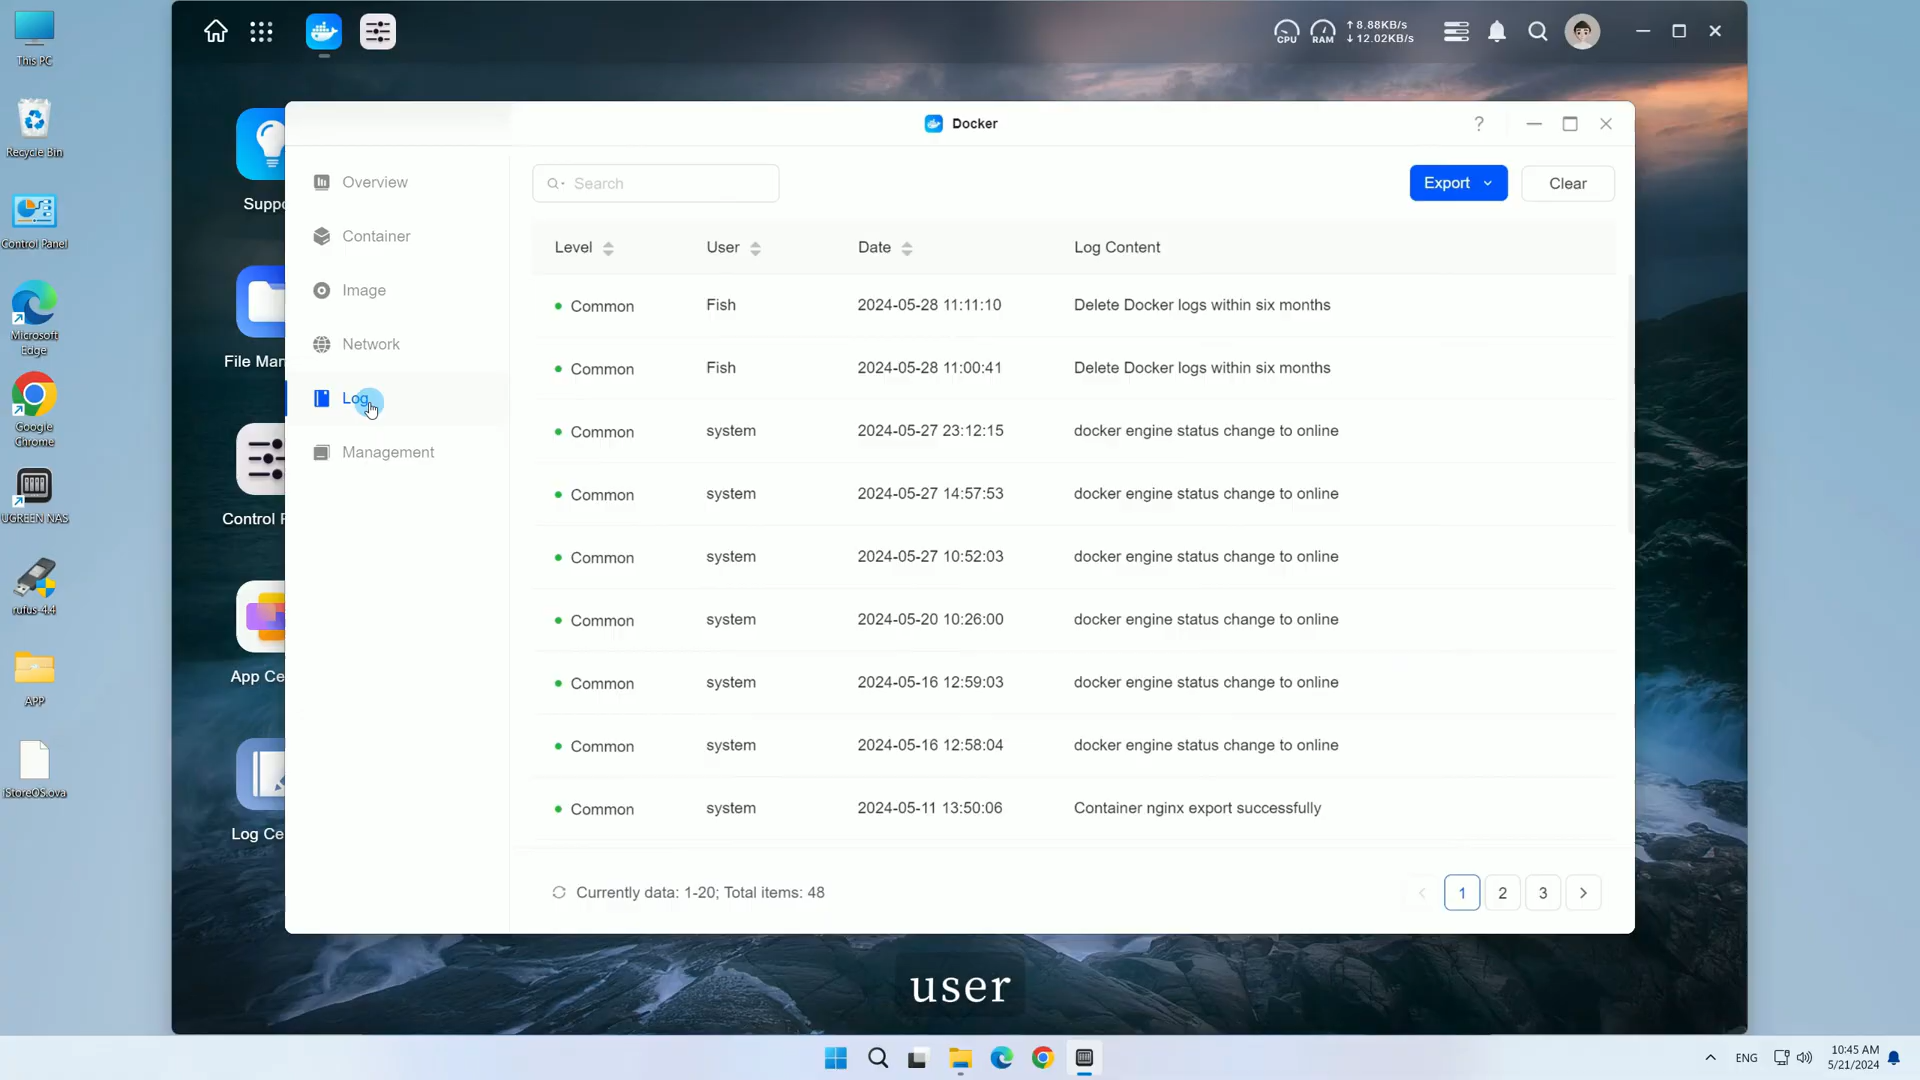 This PC
Recycle Bin
Control Panel
Microsoft
Edge
Google
Chrome
UGREEN NAS
rufus-4.4
APP
iStoreOS.ova
CPU
RAM
8.88KB/s
12.02KB/s
Suppo
File Man
Control P
App Ce
Log Ce
Docker
?
Overview
Container
Image
Network
Log
Management
Search
Export
Clear
Level User Date Log Content
Common Fish 2024-05-28 11:11:10 Delete Docker logs within six months
Common Fish 2024-05-28 11:00:41 Delete Docker logs within six months
Common system 2024-05-27 23:12:15 docker engine status change to online
Common system 2024-05-27 14:57:53 docker engine status change to online
Common system 2024-05-27 10:52:03 docker engine status change to online
Common system 2024-05-20 10:26:00 docker engine status change to online
Common system 2024-05-16 12:59:03 docker engine status change to online
Common system 2024-05-16 12:58:04 docker engine status change to online
Common system 2024-05-11 13:50:06 Container nginx export successfully
Currently data: 1-20; Total items: 48
1 2 3
user
ENG
10:45 AM
5/21/2024